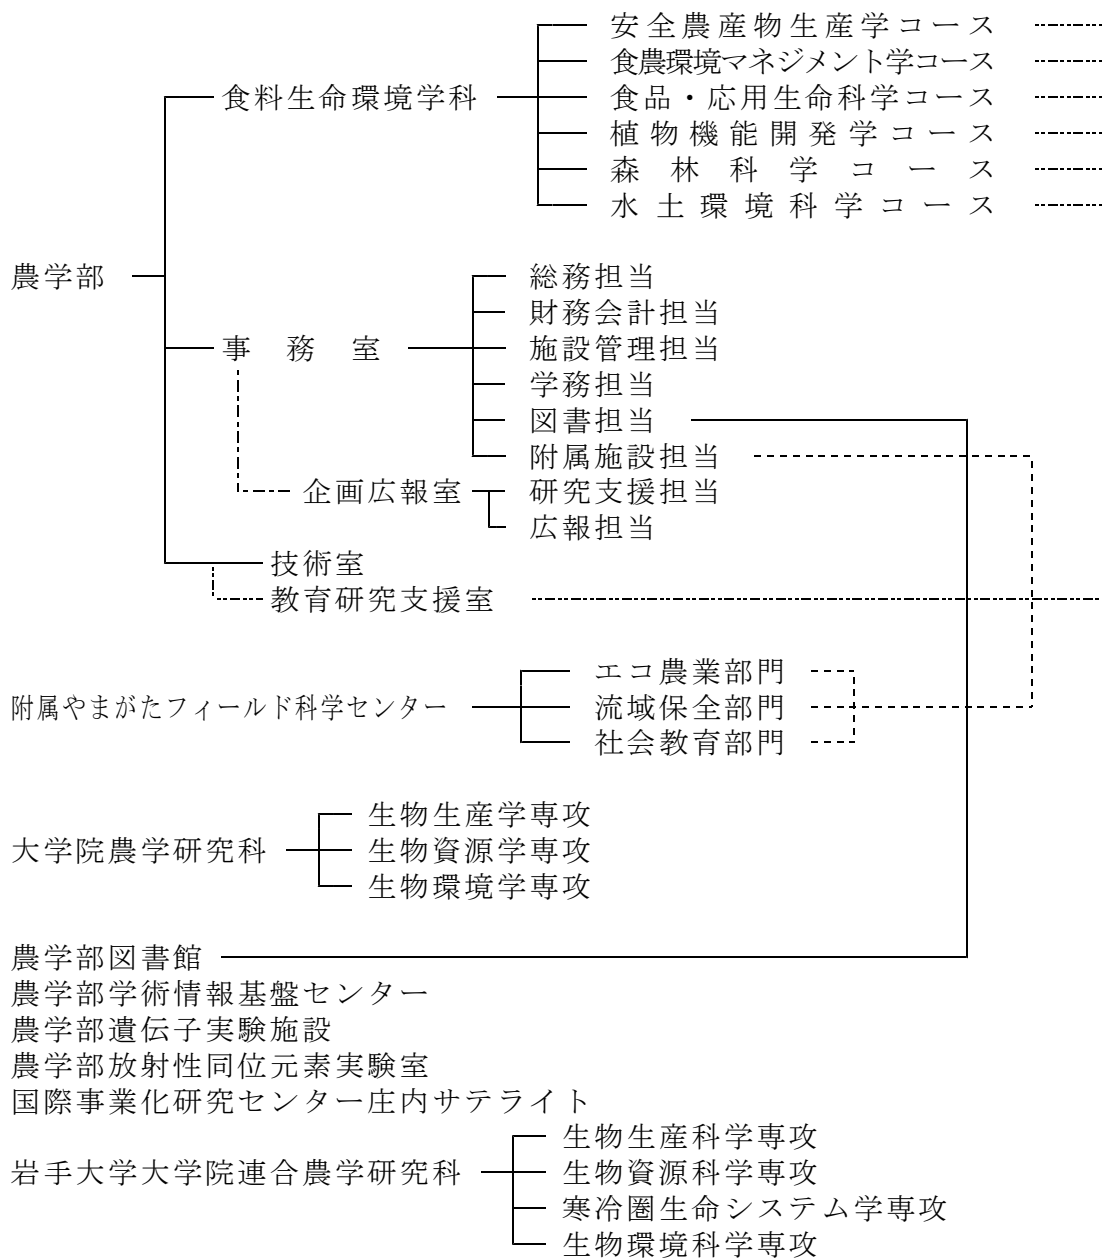 安全農産物生産学コース
食農環境マネジメント学コース
食料生命環境学科 食品・応用生命科学コース
植物機能開発学コース
森林科学コース
水土環境科学コース
農学部 総務担当
財務会計担当
事務室 施設管理担当
学務担当
図書担当
附属施設担当
企画広報室 研究支援担当
広報担当
技術室
教育研究支援室
エコ農業部門
附属やまがたフィールド科学センター 流域保全部門
社会教育部門
生物生産学専攻
大学院農学研究科 生物資源学専攻
生物環境学専攻
農学部図書館
農学部学術情報基盤センター
農学部遺伝子実験施設
農学部放射性同位元素実験室
国際事業化研究センター庄内サテライト
生物生産科学専攻
岩手大学大学院連合農学研究科 生物資源科学専攻
寒冷圏生命システム学専攻
生物環境科学専攻